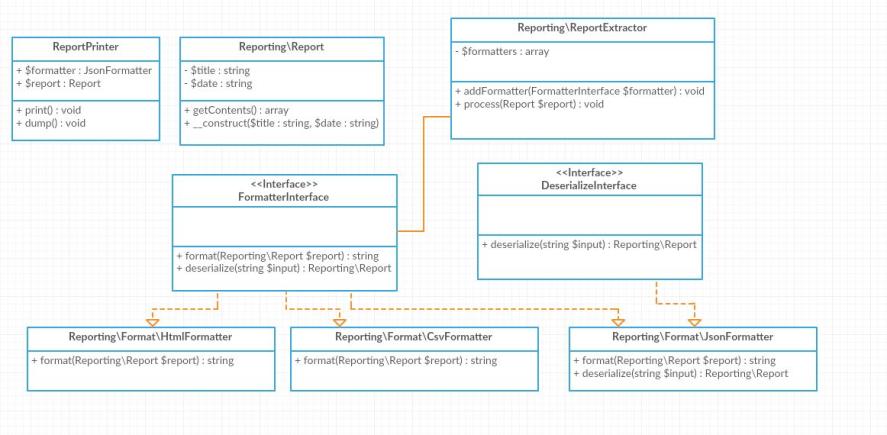 ReportPrinter
+ $formatter : JsonFormatter
+ $report : Report
+ print() : void
+ dump() : void
Reporting\Report
- $title : string
- $date : string
+ getContents() : array
+ __construct($title : string, $date : string)
Reporting\ReportExtractor
- $formatters : array
+ addFormatter(FormatterInterface $formatter) : void
+ process(Report $report) : void
<<Interface>>
FormatterInterface
+ format(Reporting\Report $report) : string
+ deserialize(string $input) : Reporting\Report
<<Interface>>
DeserializeInterface
+ deserialize(string $input) : Reporting\Report
Reporting\Format\HtmlFormatter
+ format(Reporting\Report $report) : string
Reporting\Format\CsvFormatter
+ format(Reporting\Report $report) : string
Reporting\Format\JsonFormatter
+ format(Reporting\Report $report) : string
+ deserialize(string $input) : Reporting\Report